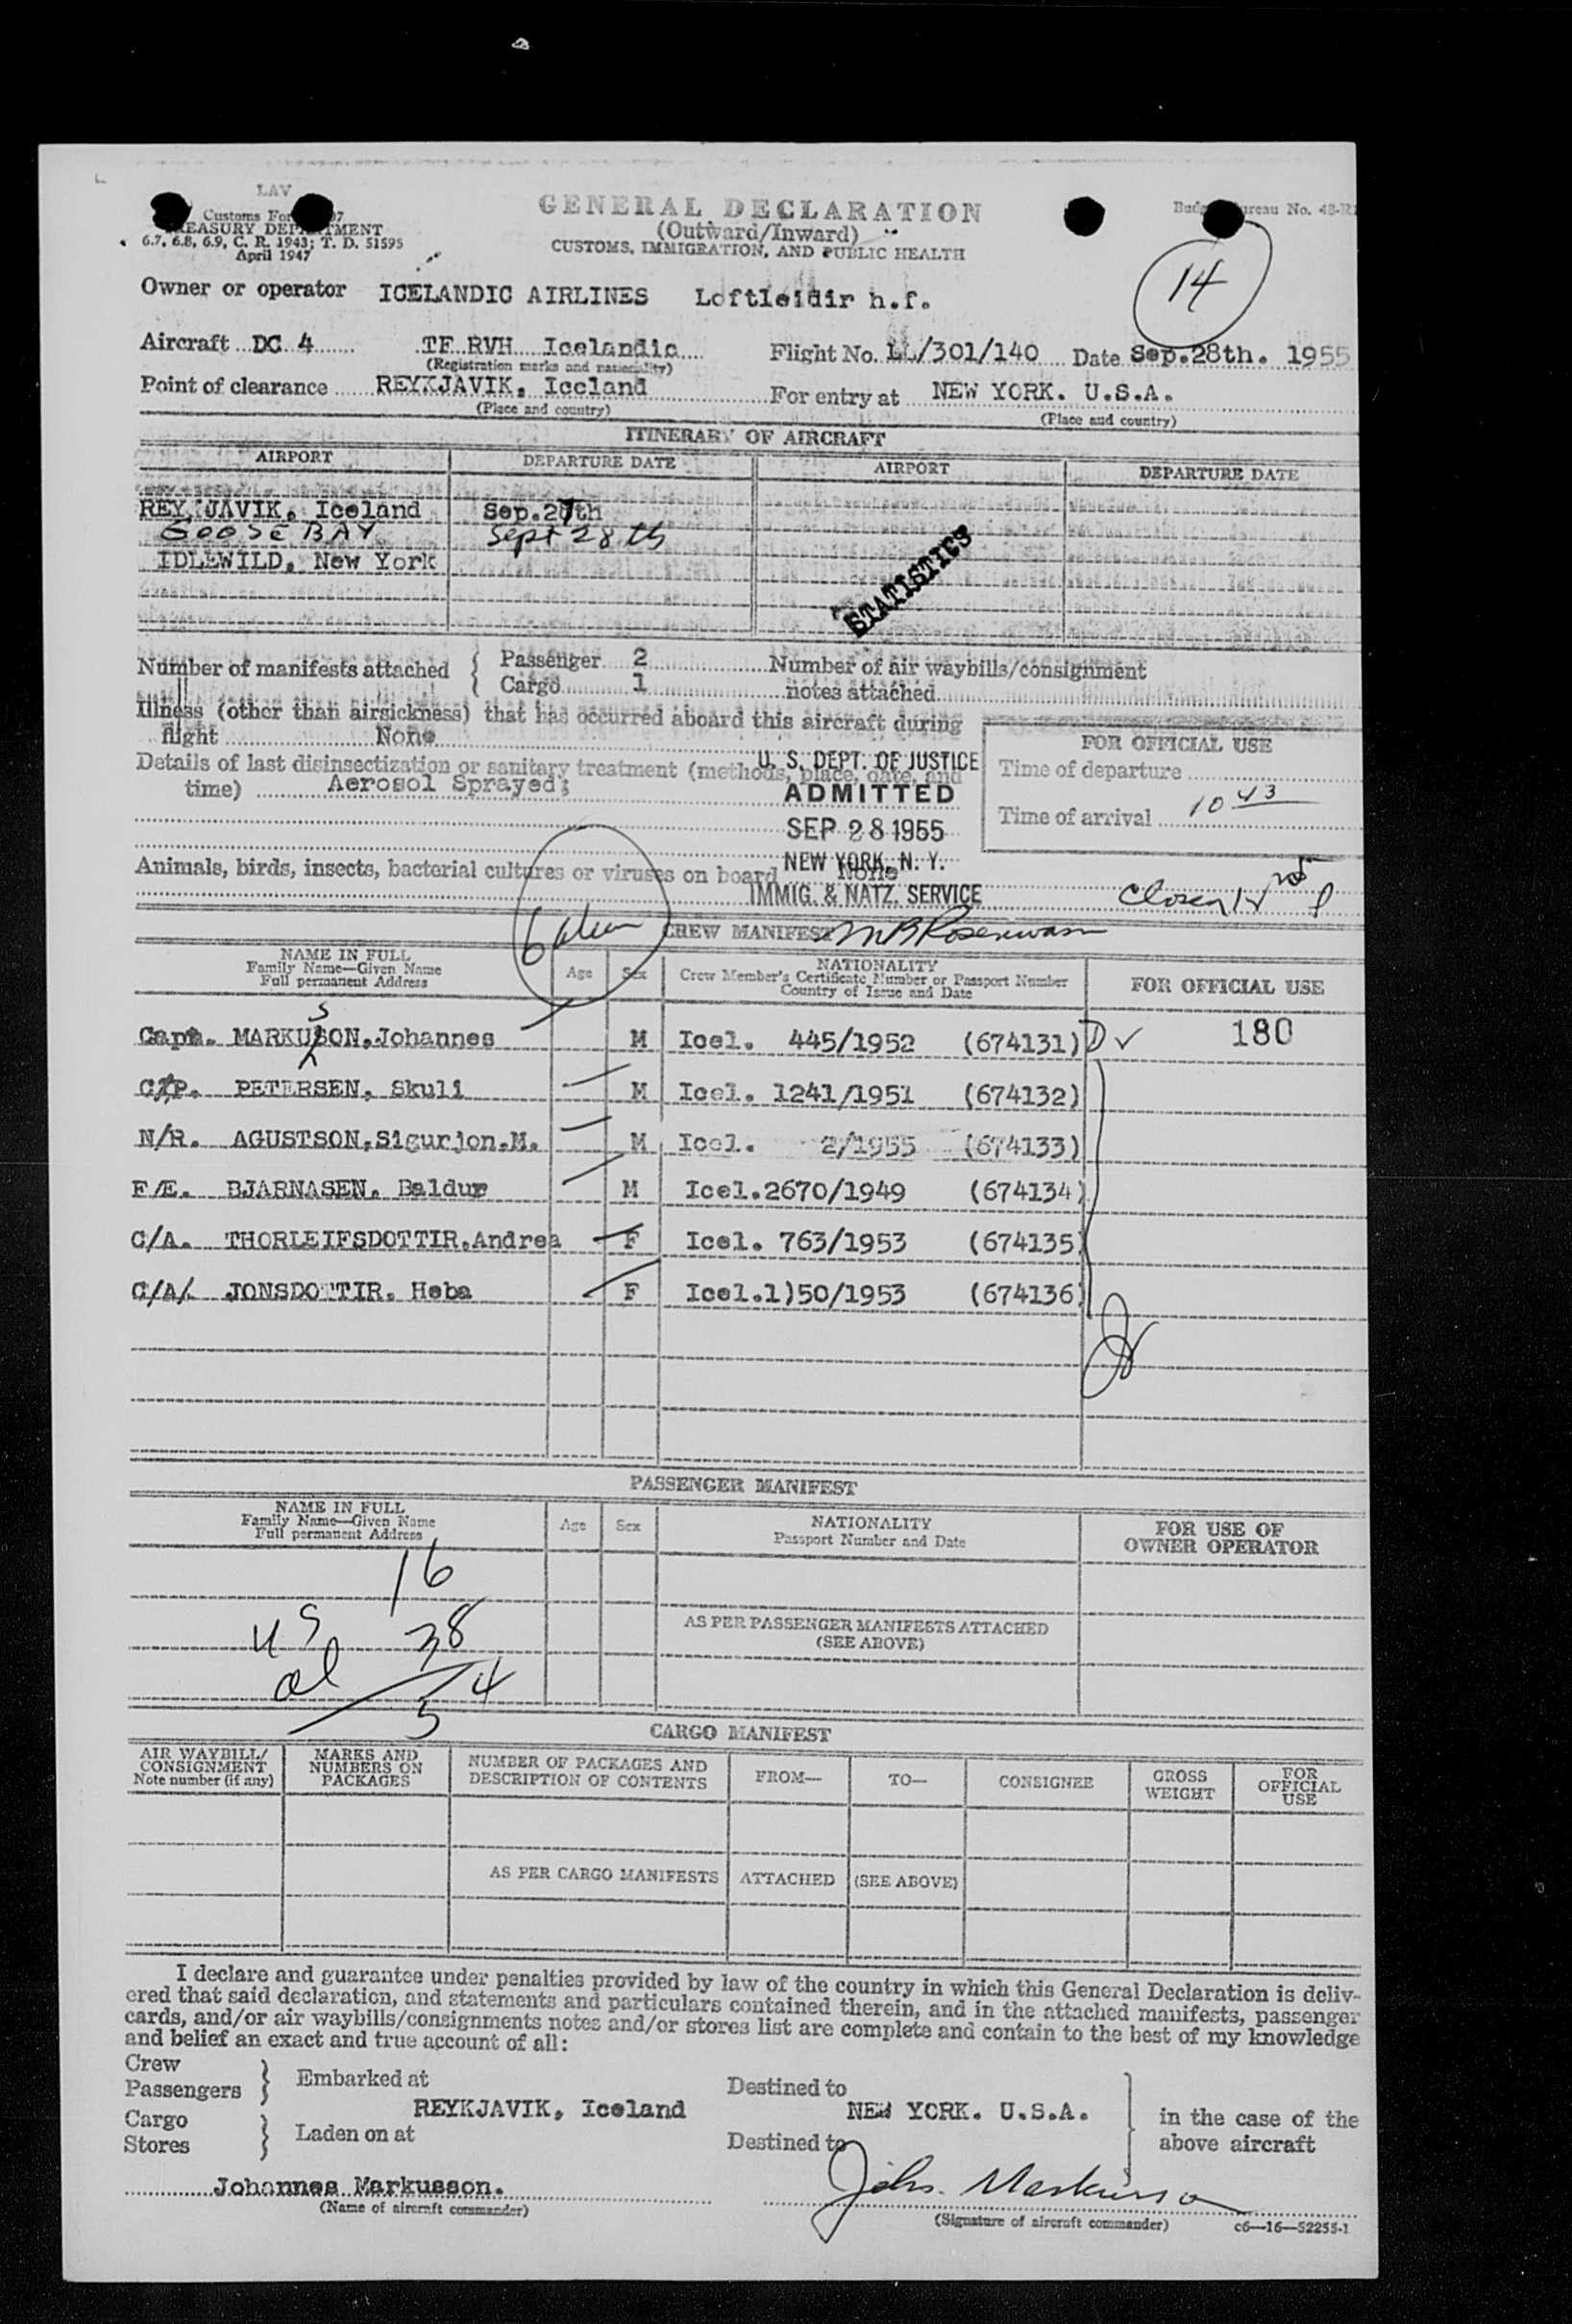 LAV
Customs For 07
TREASURY DEPARTMENT
6.7, 6.8, 6.9, C. R. 1943; T. D. 51595
April 1947
GENERAL DECLARATION
(Outward/Inward)
CUSTOMS, IMMIGRATION, AND PUBLIC HEALTH
Budget Bureau No. 48-R
14
Owner or operator ICELANDIC AIRLINES Loftleidir h.f.
Aircraft DC 4 TF RVH Icelandic Flight No. LL/301/140 Date Sep.28th. 1955
(Registration marks and nationality)
Point of clearance REYKJAVIK, Iceland For entry at NEW YORK. U.S.A.
(Place and country) (Place and country)
ITINERARY OF AIRCRAFT
AIRPORT DEPARTURE DATE AIRPORT DEPARTURE DATE
REYKJAVIK, Iceland Sep.27th
GOOSE BAY Sept 28th
IDLEWILD, New York
STATISTICS
Number of manifests attached { Passenger 2 Number of air waybills/consignment
Cargo 1 notes attached
Illness (other than airsickness) that has occurred aboard this aircraft during
flight None
Details of last disinsectization or sanitary treatment (methods, place, date, and
time) Aerosol Sprayed;
U. S. DEPT. OF JUSTICE
ADMITTED
SEP 28 1955
NEW YORK, N. Y.
IMMIG. & NATZ. SERVICE
FOR OFFICIAL USE
Time of departure
Time of arrival 10 43
Animals, birds, insects, bacterial cultures or viruses on board None
6
CREW MANIFEST
NAME IN FULL
Family Name—Given Name
Full permanent Address
Age Sex
NATIONALITY
Crew Member's Certificate Number or Passport Number
Country of Issue and Date
FOR OFFICIAL USE
S
Capt. MARKUSON,Johannes M Icel. 445/1952 (674131) D ✓ 180
C/P. PETERSEN, Skuli M Icel. 1241/1951 (674132)
N/R. AGUSTSON,Sigurjon.M. M Icel. 2/1955 (674133)
F/E. BJARNASEN, Baldur M Icel.2670/1949 (674134)
C/A. THORLEIFSDOTTIR,Andrea F Icel. 763/1953 (674135)
C/A/. JONSDOTTIR, Heba F Icel.1)50/1953 (674136)
PASSENGER MANIFEST
NAME IN FULL
Family Name—Given Name
Full permanent Address
Age Sex
NATIONALITY
Passport Number and Date
FOR USE OF
OWNER OPERATOR
16
US 38
al
AS PER PASSENGER MANIFESTS ATTACHED
(SEE ABOVE)
CARGO MANIFEST
AIR WAYBILL/
CONSIGNMENT
Note number (if any)
MARKS AND
NUMBERS ON
PACKAGES
NUMBER OF PACKAGES AND
DESCRIPTION OF CONTENTS
FROM— TO— CONSIGNEE
GROSS
WEIGHT
FOR
OFFICIAL
USE
AS PER CARGO MANIFESTS ATTACHED (SEE ABOVE)
I declare and guarantee under penalties provided by law of the country in which this General Declaration is deliv-
ered that said declaration, and statements and particulars contained therein, and in the attached manifests, passenger
cards, and/or air waybills/consignments notes and/or stores list are complete and contain to the best of my knowledge
and belief an exact and true account of all:
Crew
Passengers } Embarked at Destined to
REYKJAVIK, Iceland NEW YORK. U.S.A.
Cargo
Stores } Laden on at Destined to
in the case of the
above aircraft
Johannes Markusson.
(Name of aircraft commander)
Johs. Markusson
(Signature of aircraft commander) c6—16—52255-1